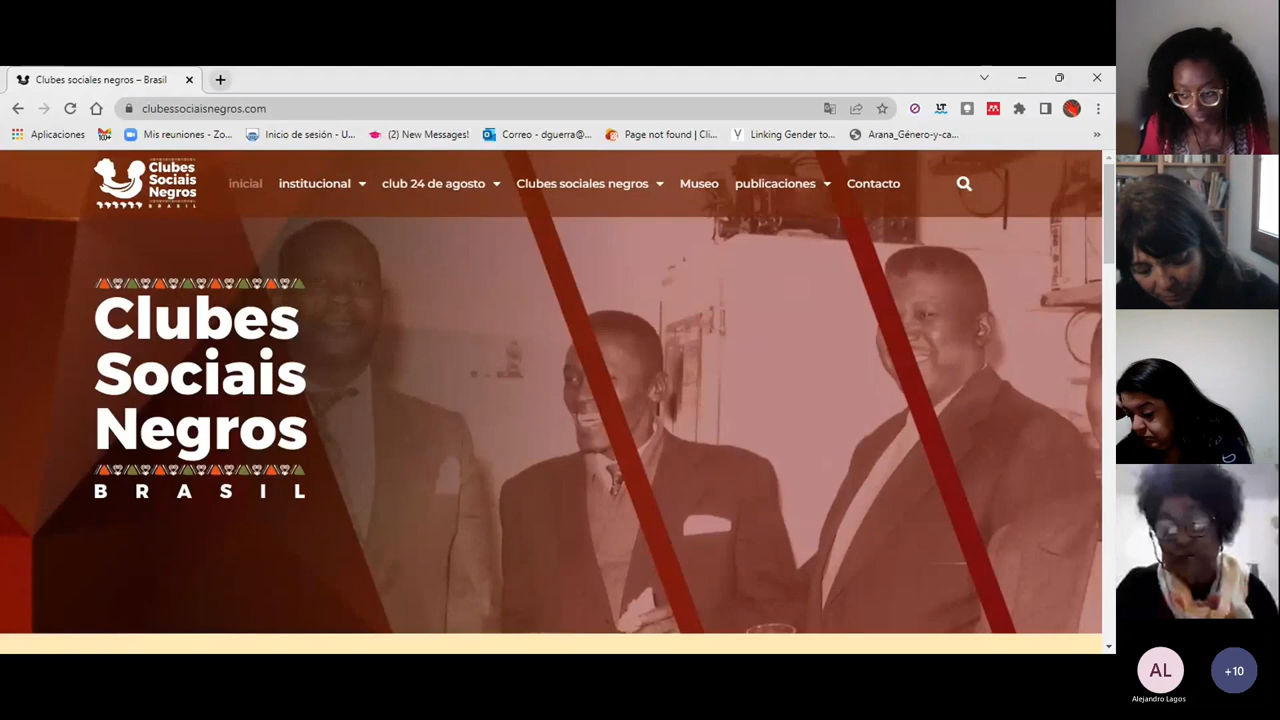 Clubes sociales negros – Brasil
clubessociaisnegros.com
Aplicaciones
Mis reuniones - Zo...
Inicio de sesión - U...
(2) New Messages!
Correo - dguerra@...
Page not found | Cli...
Linking Gender to...
Arana_Género-y-ca...
Clubes
Sociais
Negros
BRASIL
inicial
institucional
club 24 de agosto
Clubes sociales negros
Museo
publicaciones
Contacto
Clubes
Sociais
Negros
BRASIL
AL
+10
Alejandro Lagos